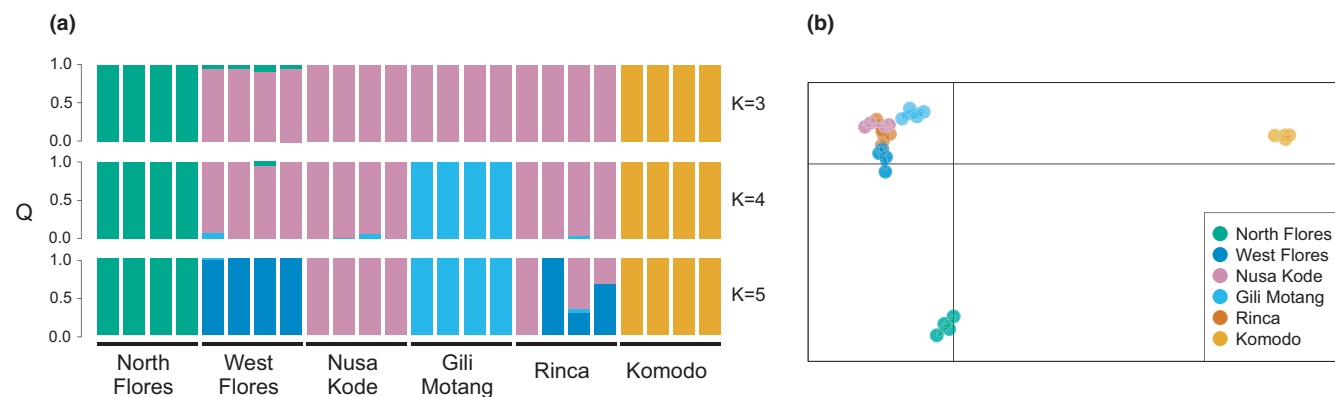 (a)
1.0
0.5
0.0
K=3
1.0
0.5
0.0
K=4
Q
1.0
0.5
0.0
K=5
North
Flores
West
Flores
Nusa
Kode
Gili
Motang
Rinca
Komodo
(b)
North Flores
West Flores
Nusa Kode
Gili Motang
Rinca
Komodo